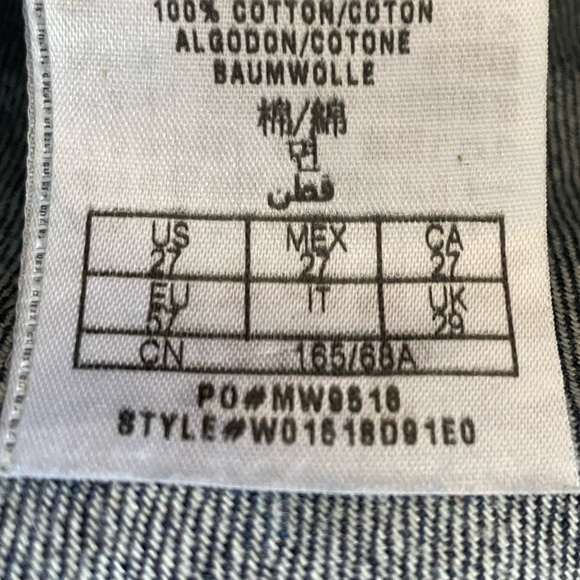 100% COTTON/COTON
ALGODON/COTONE
BAUMWOLLE
棉/綿
면
قطن
US MEX CA
27 27 27
EU IT UK
57 29
CN 165/68A
PO#MW9516
STYLE#W01518D91E0